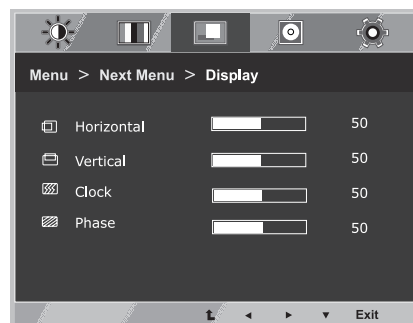 Menu > Next Menu > Display
Horizontal 50
Vertical 50
Clock 50
Phase 50
Exit